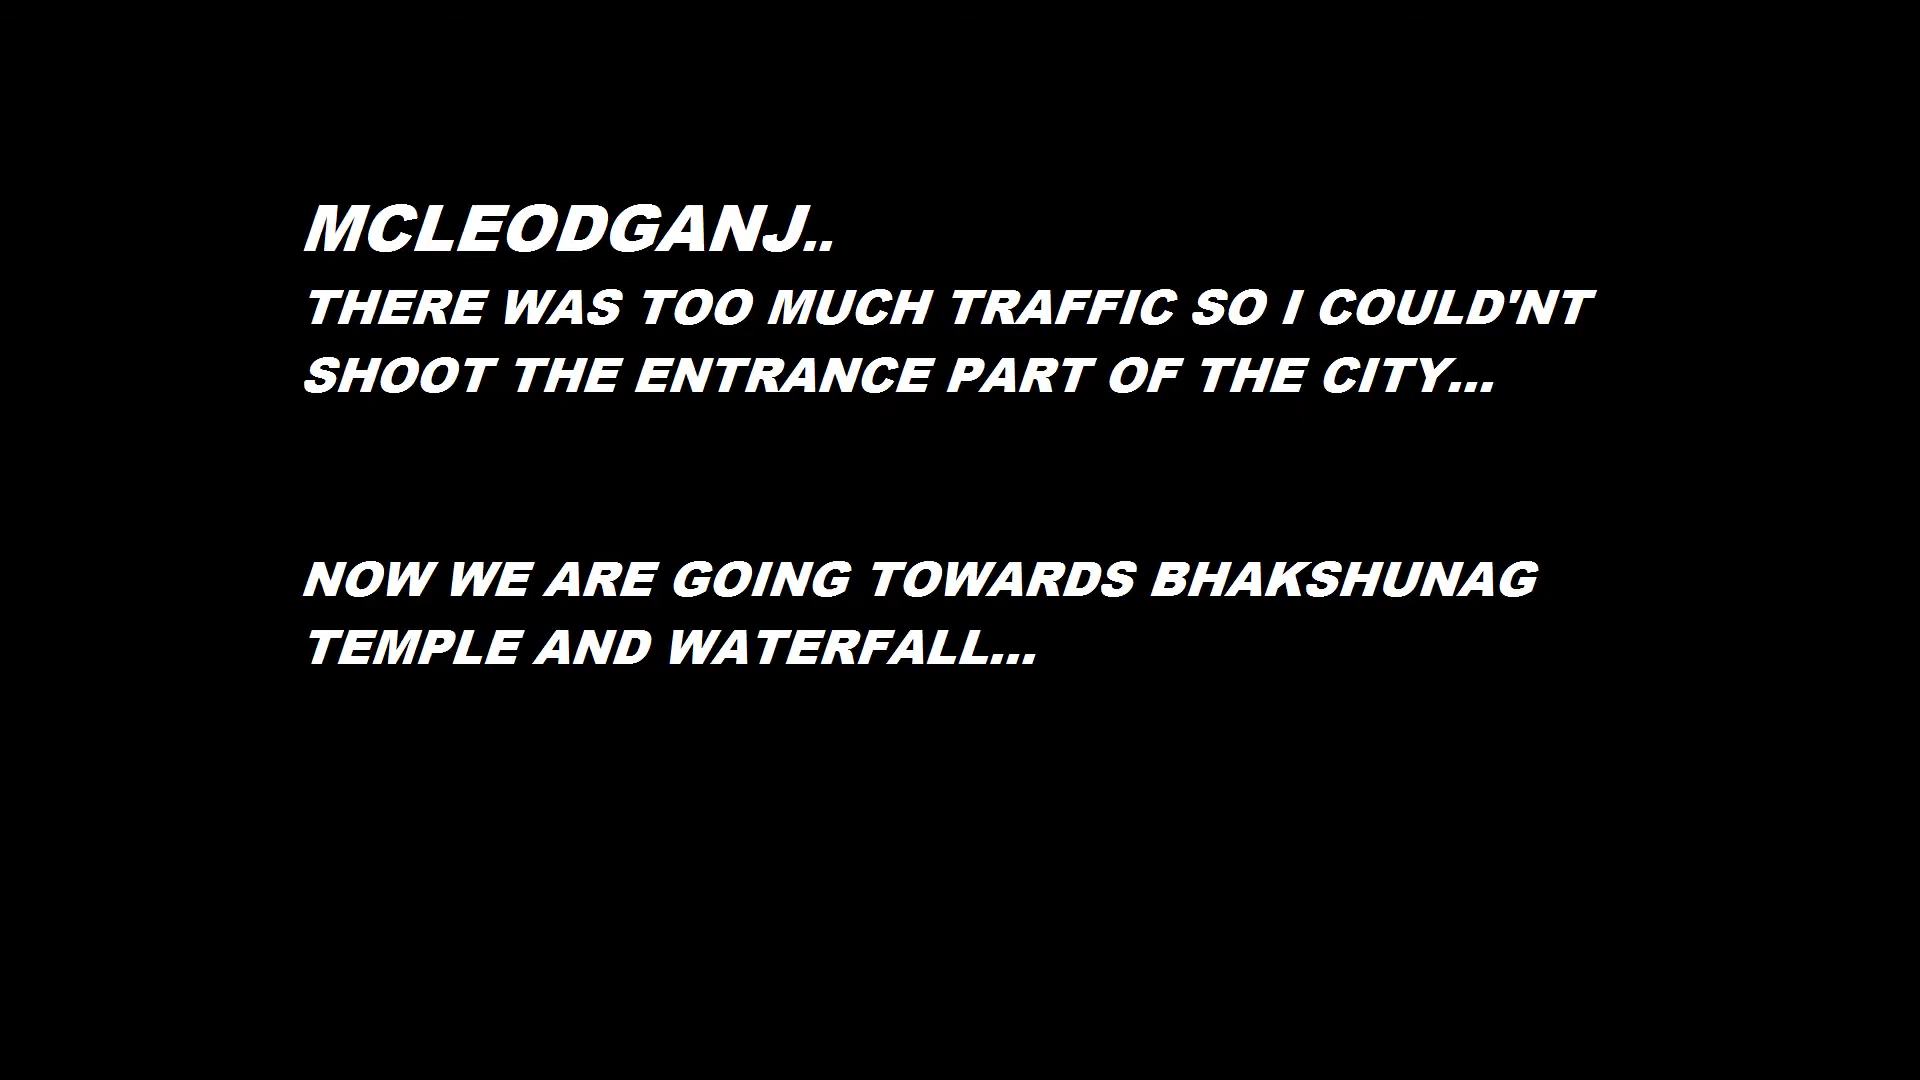 MCLEODGANJ..
THERE WAS TOO MUCH TRAFFIC SO I COULD'NT
SHOOT THE ENTRANCE PART OF THE CITY...
NOW WE ARE GOING TOWARDS BHAKSHUNAG
TEMPLE AND WATERFALL...